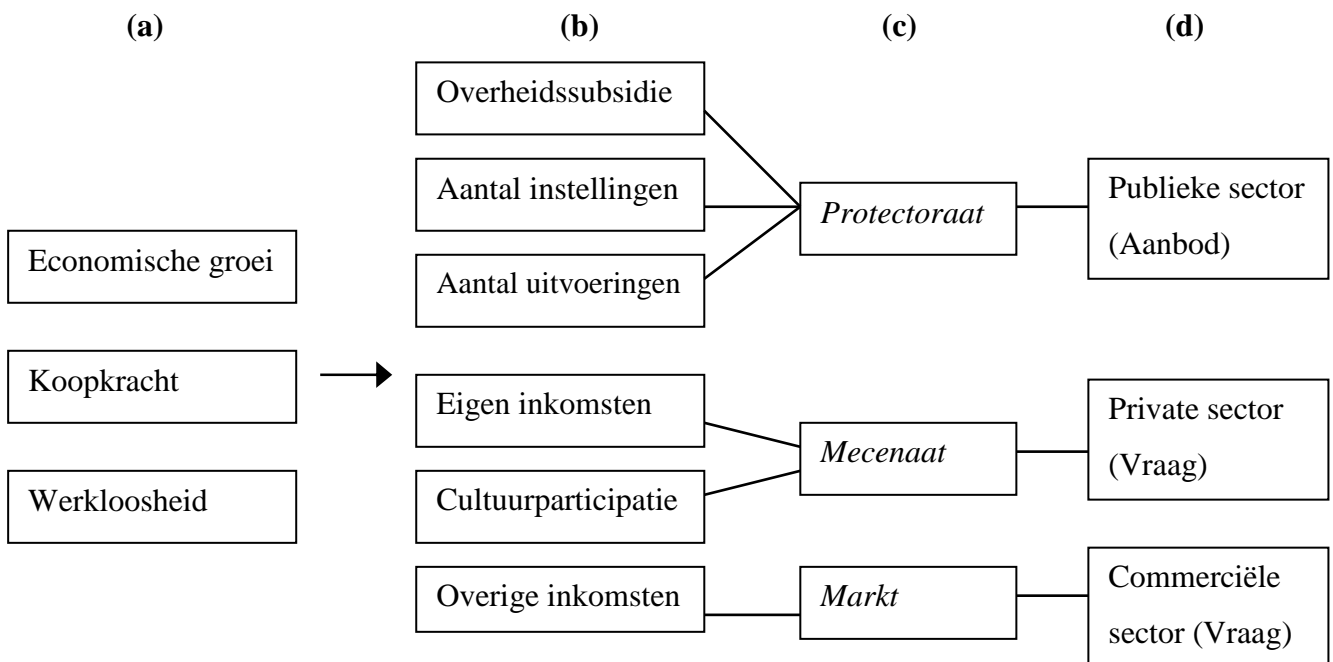 (a)
(b)
(c)
(d)
Economische groei
Koopkracht
Werkloosheid
Overheidssubsidie
Aantal instellingen
Aantal uitvoeringen
Eigen inkomsten
Cultuurparticipatie
Overige inkomsten
Protectoraat
Mecenaat
Markt
Publieke sector
(Aanbod)
Private sector
(Vraag)
Commerciële
sector (Vraag)